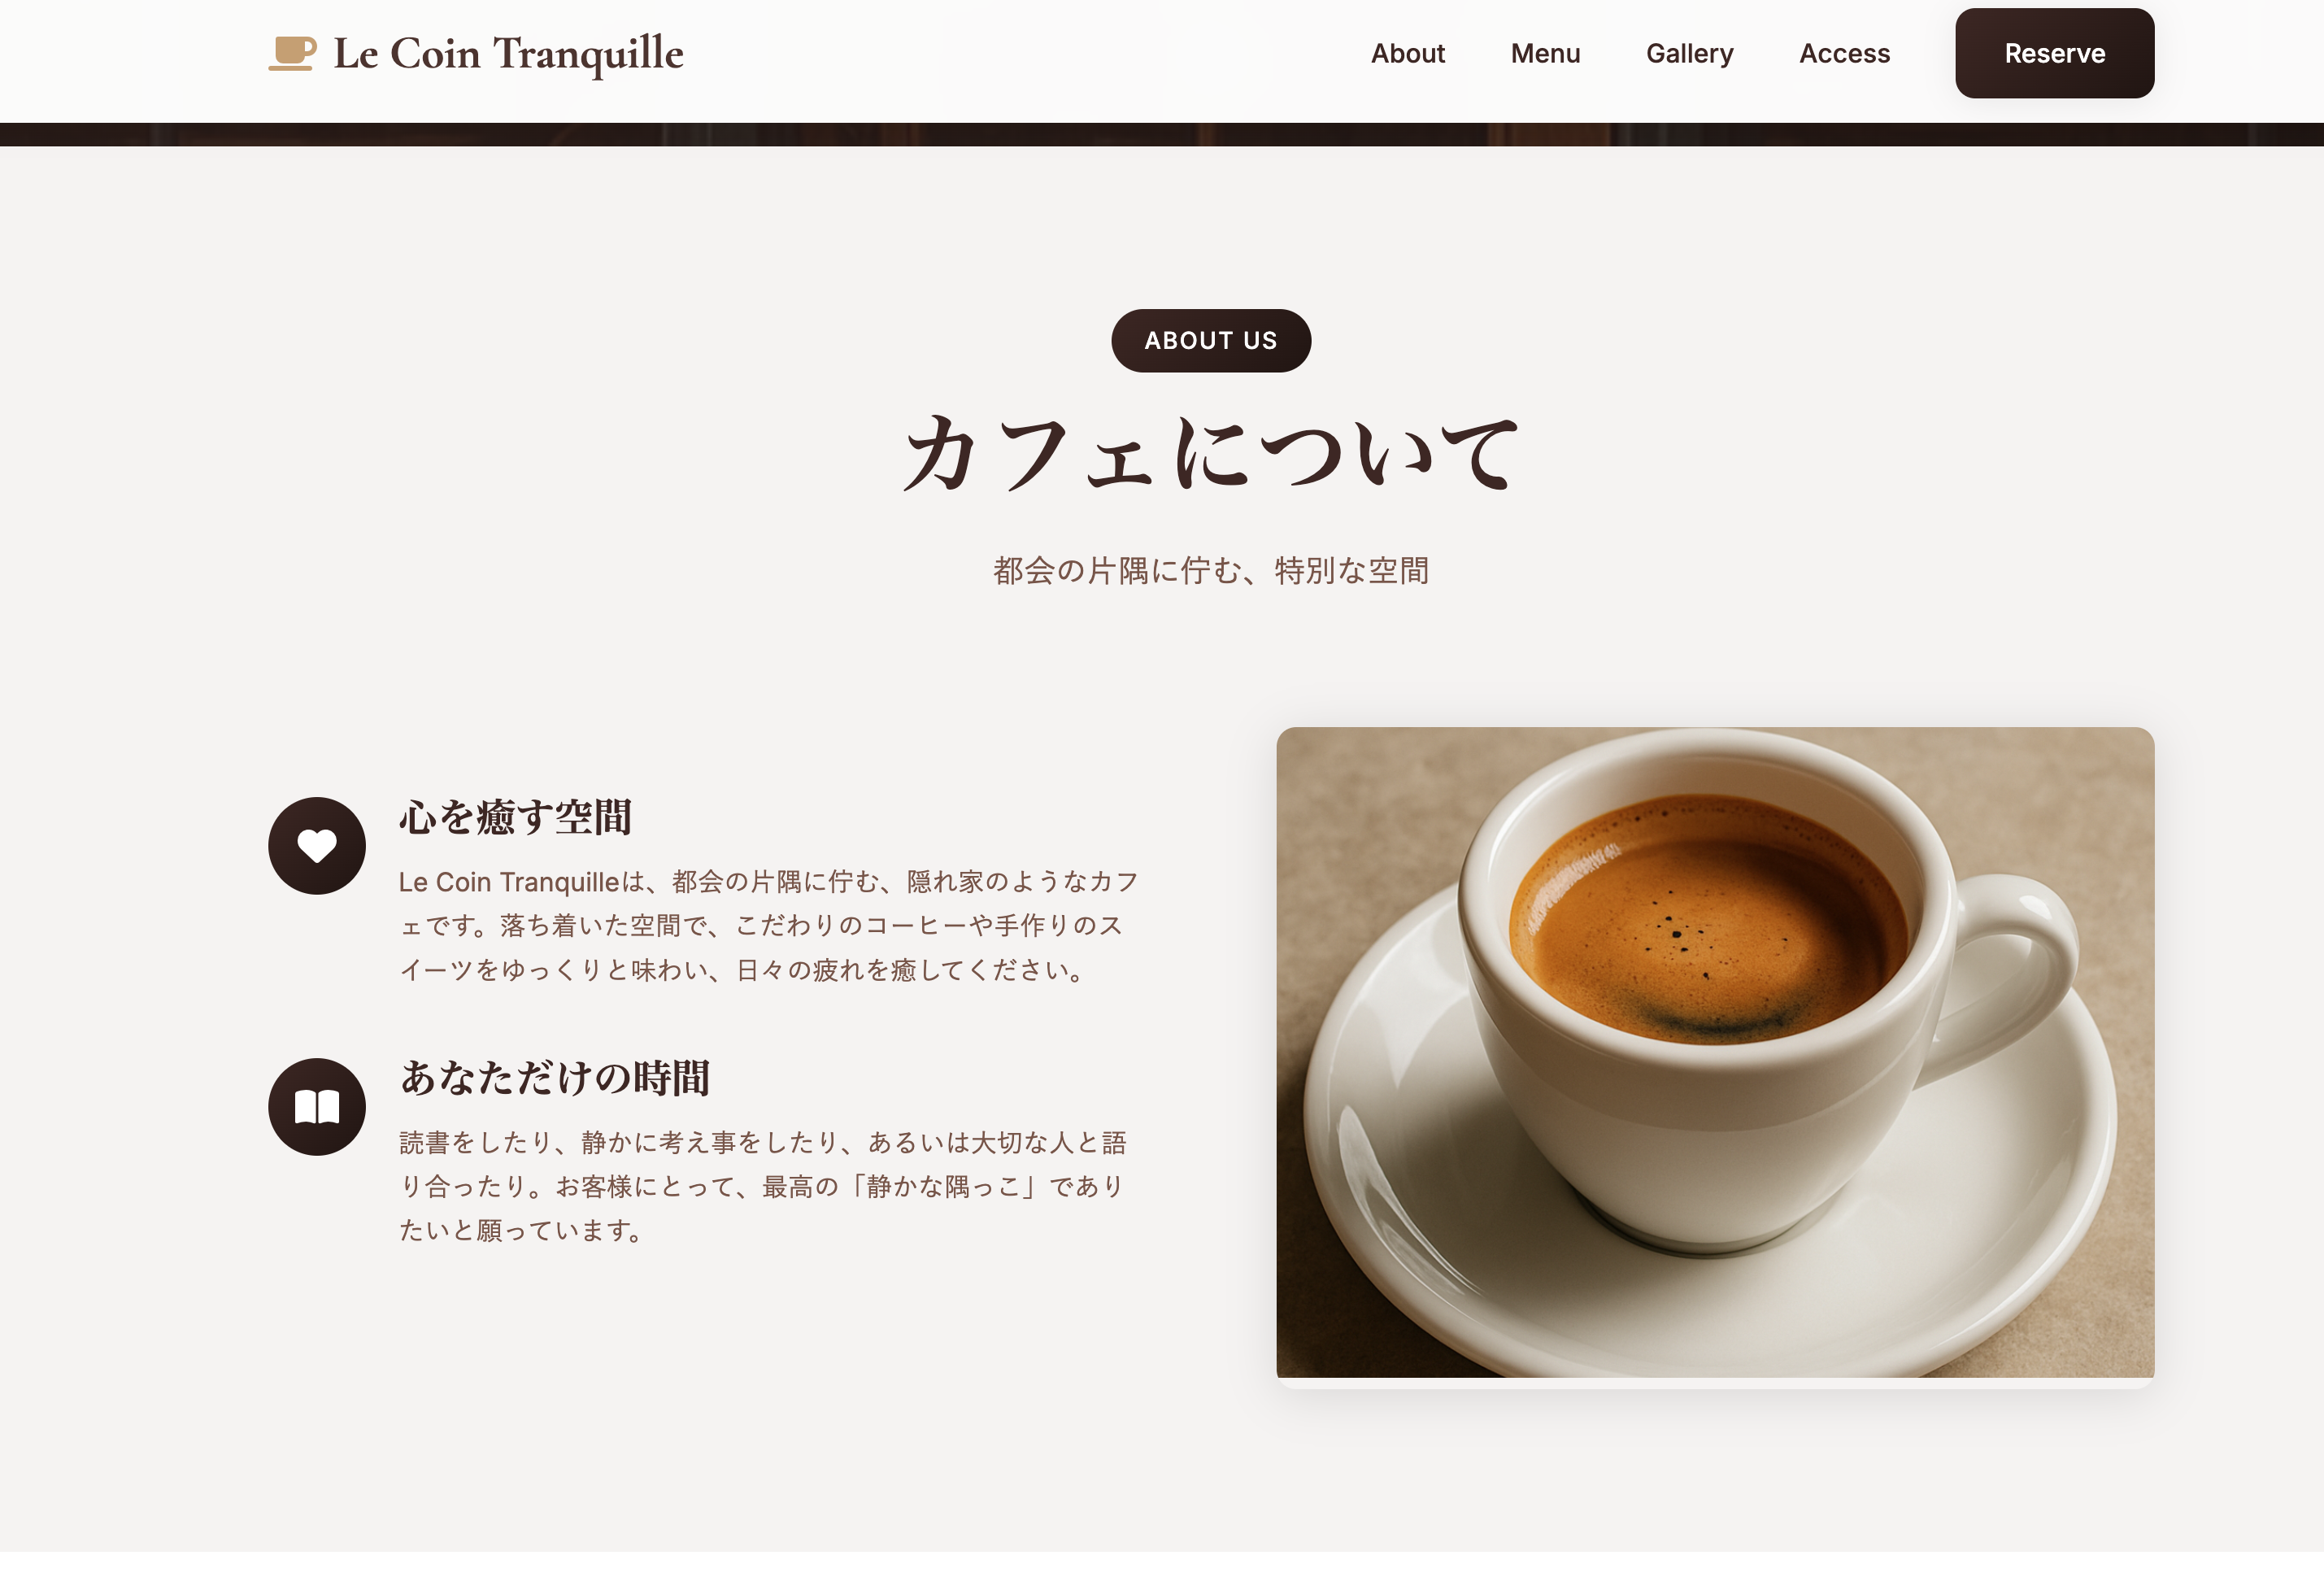 Le Coin Tranquille
About
Menu
Gallery
Access
Reserve
ABOUT US
カフェについて
都会の片隅に佇む、特別な空間
心を癒す空間
Le Coin Tranquilleは、都会の片隅に佇む、隠れ家のようなカフ
ェです。落ち着いた空間で、こだわりのコーヒーや手作りのス
イーツをゆっくりと味わい、日々の疲れを癒してください。
あなただけの時間
読書をしたり、静かに考え事をしたり、あるいは大切な人と語
り合ったり。お客様にとって、最高の「静かな隅っこ」であり
たいと願っています。